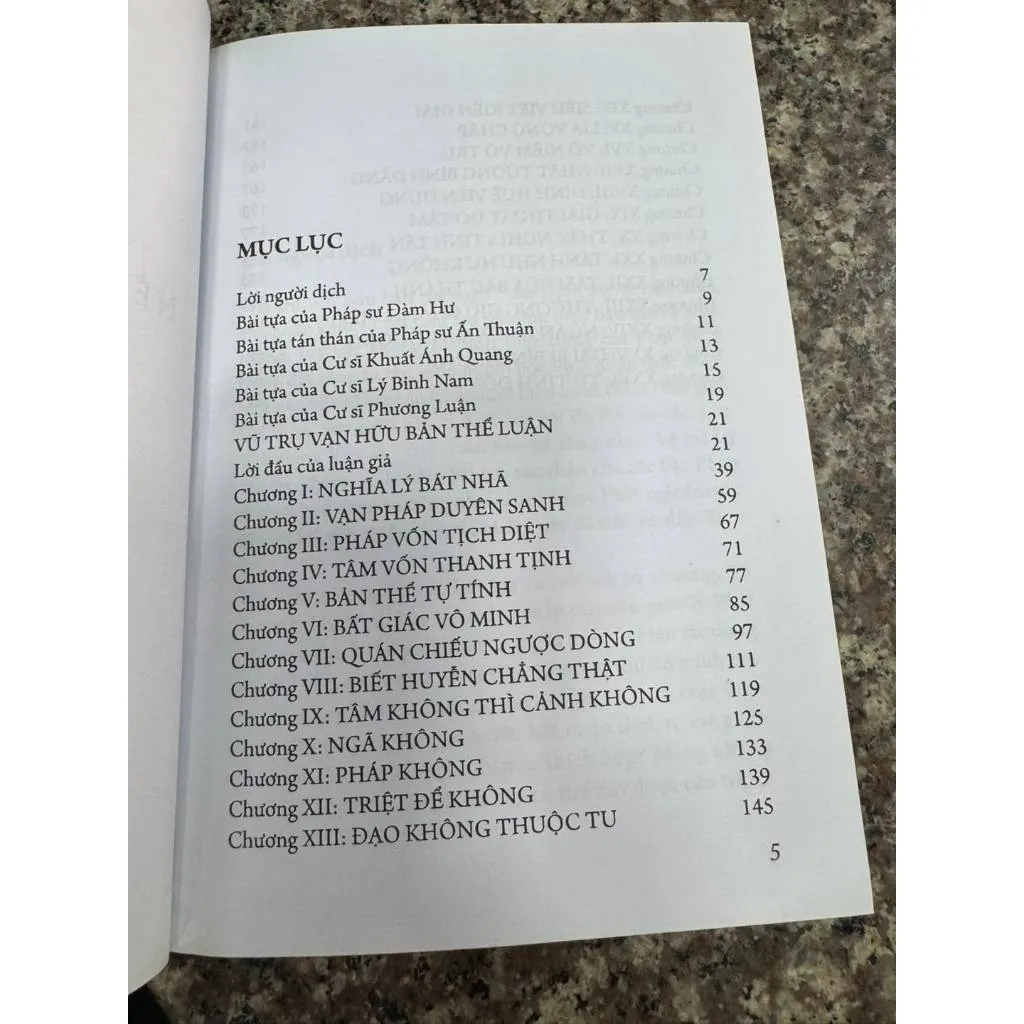 MỤC LỤC
Lời người dịch 7
Bài tựa của Pháp sư Đàm Hư 9
Bài tựa tán thán của Pháp sư Ấn Thuận 11
Bài tựa của Cư sĩ Khuất Ánh Quang 13
Bài tựa của Cư sĩ Lý Binh Nam 15
Bài tựa của Cư sĩ Phương Luận 19
VŨ TRỤ VẠN HỮU BẢN THỂ LUẬN 21
Lời đầu của luận giả 21
Chương I: NGHĨA LÝ BÁT NHÃ 39
Chương II: VẠN PHÁP DUYÊN SANH 59
Chương III: PHÁP VỐN TỊCH DIỆT 67
Chương IV: TÂM VỐN THANH TỊNH 71
Chương V: BẢN THỂ TỰ TÍNH 77
Chương VI: BẤT GIÁC VÔ MINH 85
Chương VII: QUÁN CHIẾU NGƯỢC DÒNG 97
Chương VIII: BIẾT HUYỄN CHẲNG THẬT 111
Chương IX: TÂM KHÔNG THÌ CẢNH KHÔNG 119
Chương X: NGÃ KHÔNG 125
Chương XI: PHÁP KHÔNG 133
Chương XII: TRIỆT ĐỂ KHÔNG 139
Chương XIII: ĐẠO KHÔNG THUỘC TU 145
5